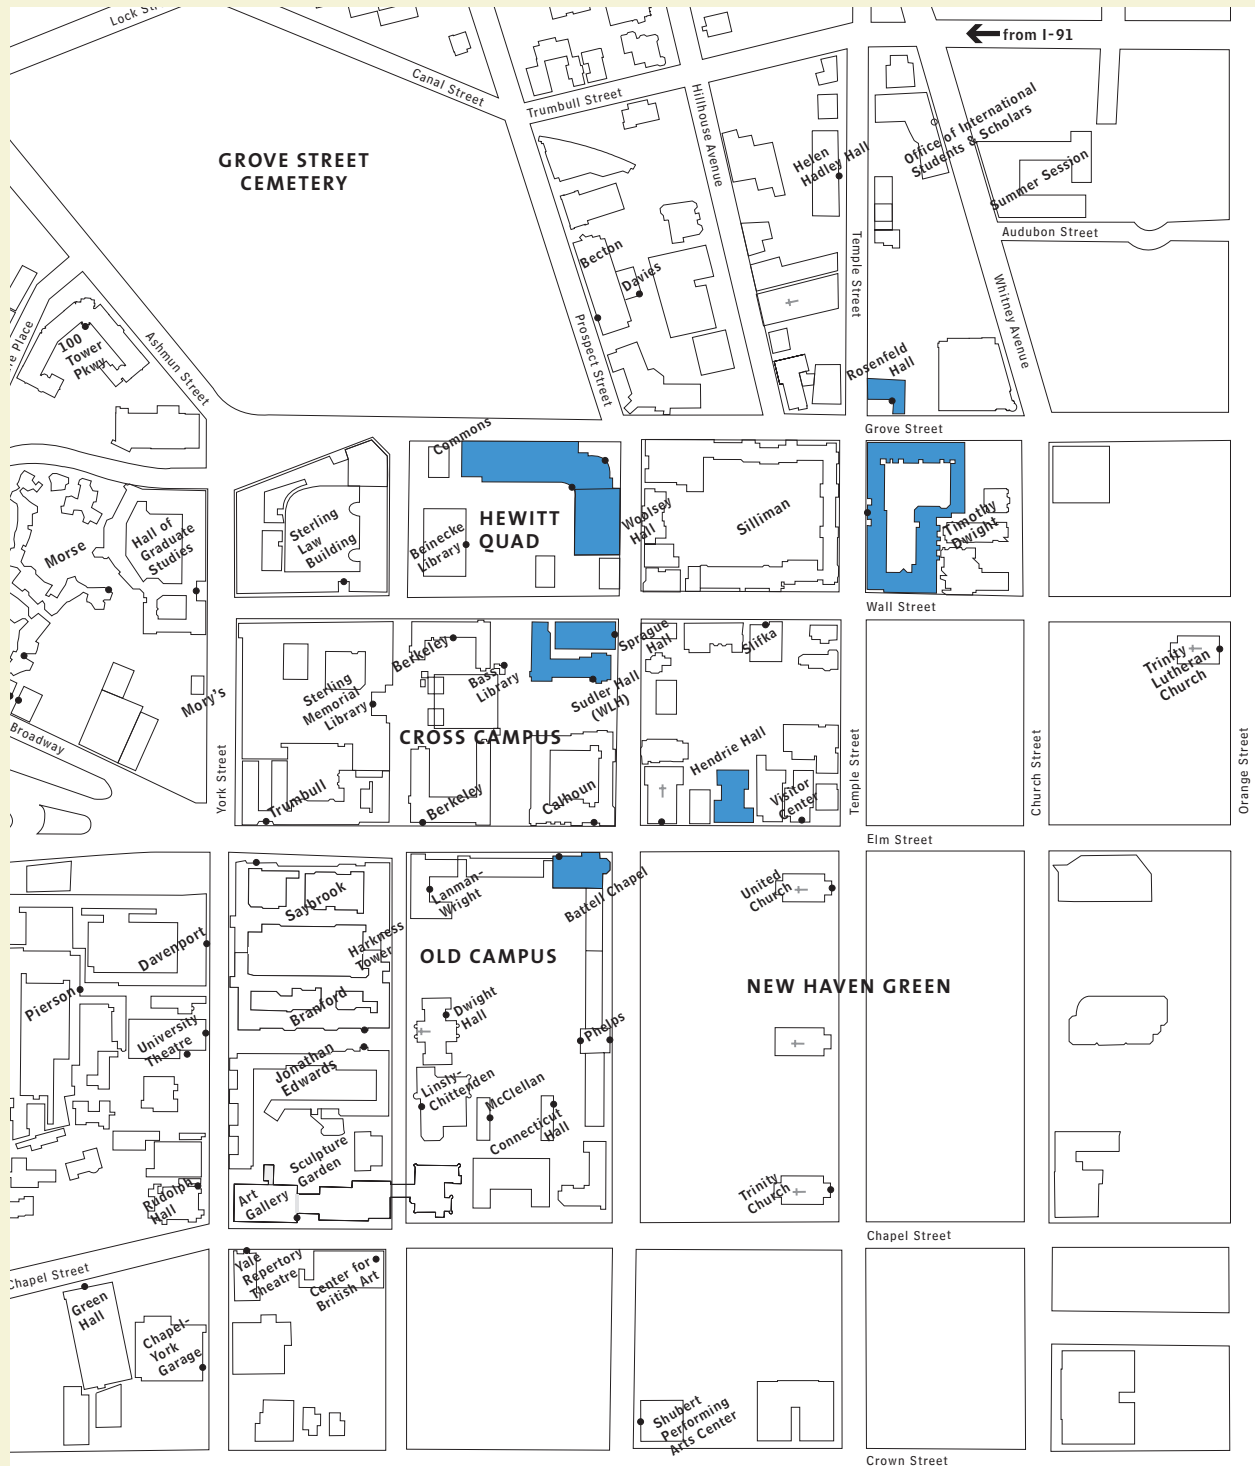 Lock St
from I-91
Canal Street
Trumbull Street
Hillhouse Avenue
Office of International
Students & Scholars
GROVE STREET
CEMETERY
Helen
Hadley Hall
Summer Session
Audubon Street
Becton
Davies
Temple Street
Whitney Avenue
Place
100
Tower
Pkwy
Ashmun Street
Prospect Street
Rosenfeld
Hall
Grove Street
Commons
Morse
Hall of
Graduate
Studies
Sterling
Law
Building
Beinecke
Library
HEWITT
QUAD
Woolsey
Hall
Silliman
Timothy
Dwight
Wall Street
Mory's
Sterling
Memorial
Library
Berkeley
Bass
Library
Sprague
Hall
Sudler Hall
(WLH)
Slifka
Trinity
Lutheran
Church
Broadway
York Street
CROSS CAMPUS
Hendrie Hall
Temple Street
Church Street
Orange Street
Trumbull
Berkeley
Calhoun
Visitor
Center
Elm Street
Saybrook
Lanman-
Wright
Battell Chapel
United
Church
Davenport
Harkness
Tower
OLD CAMPUS
NEW HAVEN GREEN
Pierson
Branford
Dwight
Hall
University
Theatre
Phelps
Jonathan
Edwards
Linsly-
Chittenden
McClellan
Connecticut
Hall
Sculpture
Garden
Rudolph
Hall
Art
Gallery
Trinity
Church
Chapel Street
Chapel Street
Yale
Repertory
Theatre
Center for
British Art
Green
Hall
Chapel-
York
Garage
Shubert
Performing
Arts Center
Crown Street